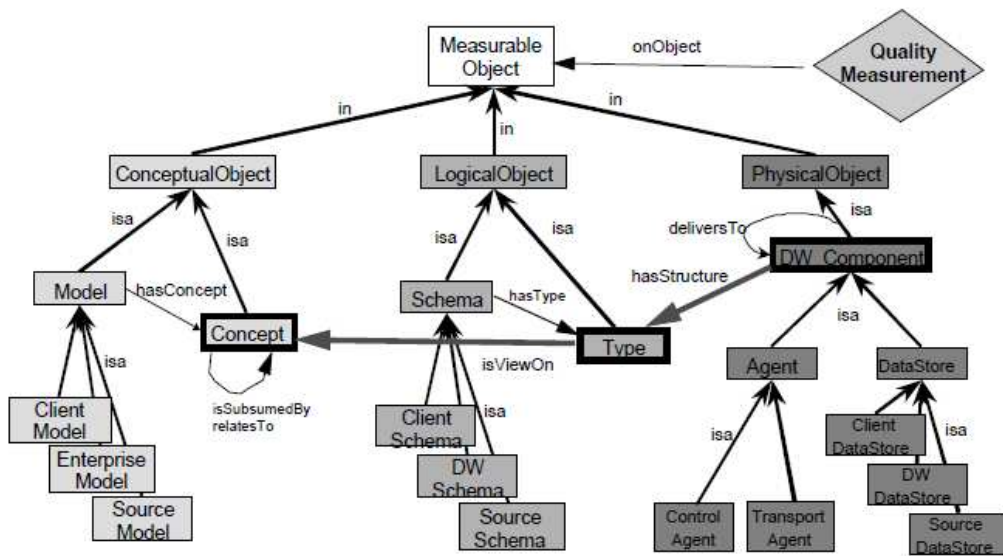 Measurable
Object
onObject
Quality
Measurement
in
in
in
ConceptualObject
LogicalObject
PhysicalObject
isa
isa
isa
isa
isa
deliversTo
DW_Component
hasStructure
Model
hasConcept
Schema
hasType
isa
Concept
Type
isViewOn
Agent
DataStore
isa
isSubsumedBy
relatesTo
isa
isa
isa
Client
Model
Client
Schema
Client
DataStore
Enterprise
Model
DW
Schema
DW
DataStore
Source
Model
Source
Schema
Control
Agent
Transport
Agent
Source
DataStore